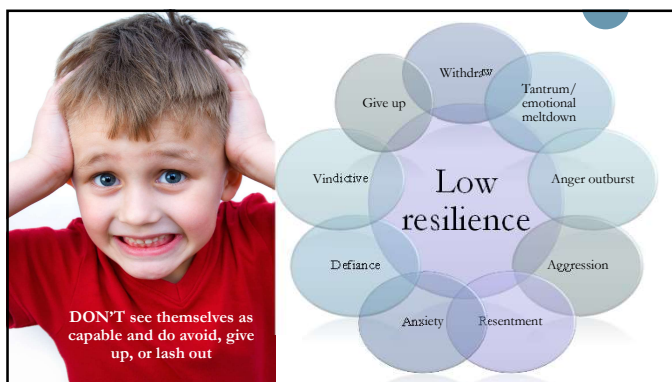 DON'T see themselves as
capable and do avoid, give
up, or lash out
Low
resilience
Withdraw
Tantrum/
emotional
meltdown
Anger outburst
Aggression
Resentment
Anxiety
Defiance
Vindictive
Give up